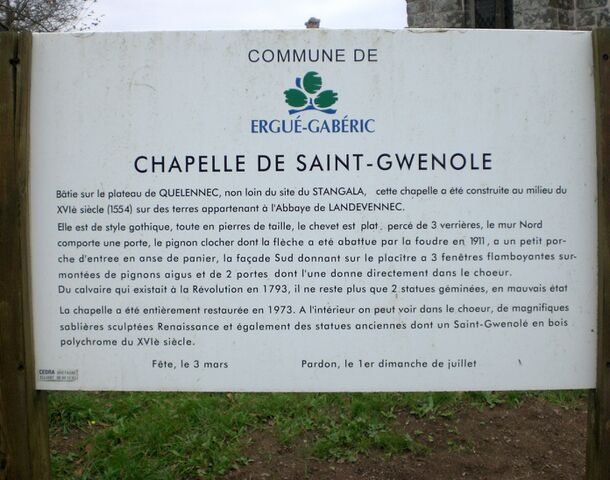 COMMUNE DE
ERGUÉ-GABÉRIC
CHAPELLE DE SAINT-GWENOLE
Bâtie sur le plateau de QUELENNEC, non loin du site du STANGALA, cette chapelle a été construite au milieu du
XVIè siècle (1554) sur des terres appartenant à l'Abbaye de LANDEVENNEC.
Elle est de style gothique, toute en pierres de taille, le chevet est plat, percé de 3 verrières, le mur Nord
comporte une porte, le pignon clocher dont la flèche a été abattue par la foudre en 1911, a un petit por-
che d'entree en anse de panier, la façade Sud donnant sur le placître a 3 fenêtres flamboyantes sur-
montées de pignons aigus et de 2 portes dont l'une donne directement dans le choeur.
Du calvaire qui existait à la Révolution en 1793, il ne reste plus que 2 statues géminées, en mauvais état
La chapelle a été entièrement restaurée en 1973. A l'intérieur on peut voir dans le choeur, de magnifiques
sablières sculptées Renaissance et également des statues anciennes dont un Saint-Gwenolé en bois
polychrome du XVIè siècle.
Fête, le 3 mars Pardon, le 1er dimanche de juillet
CEDRA BRETAGNE